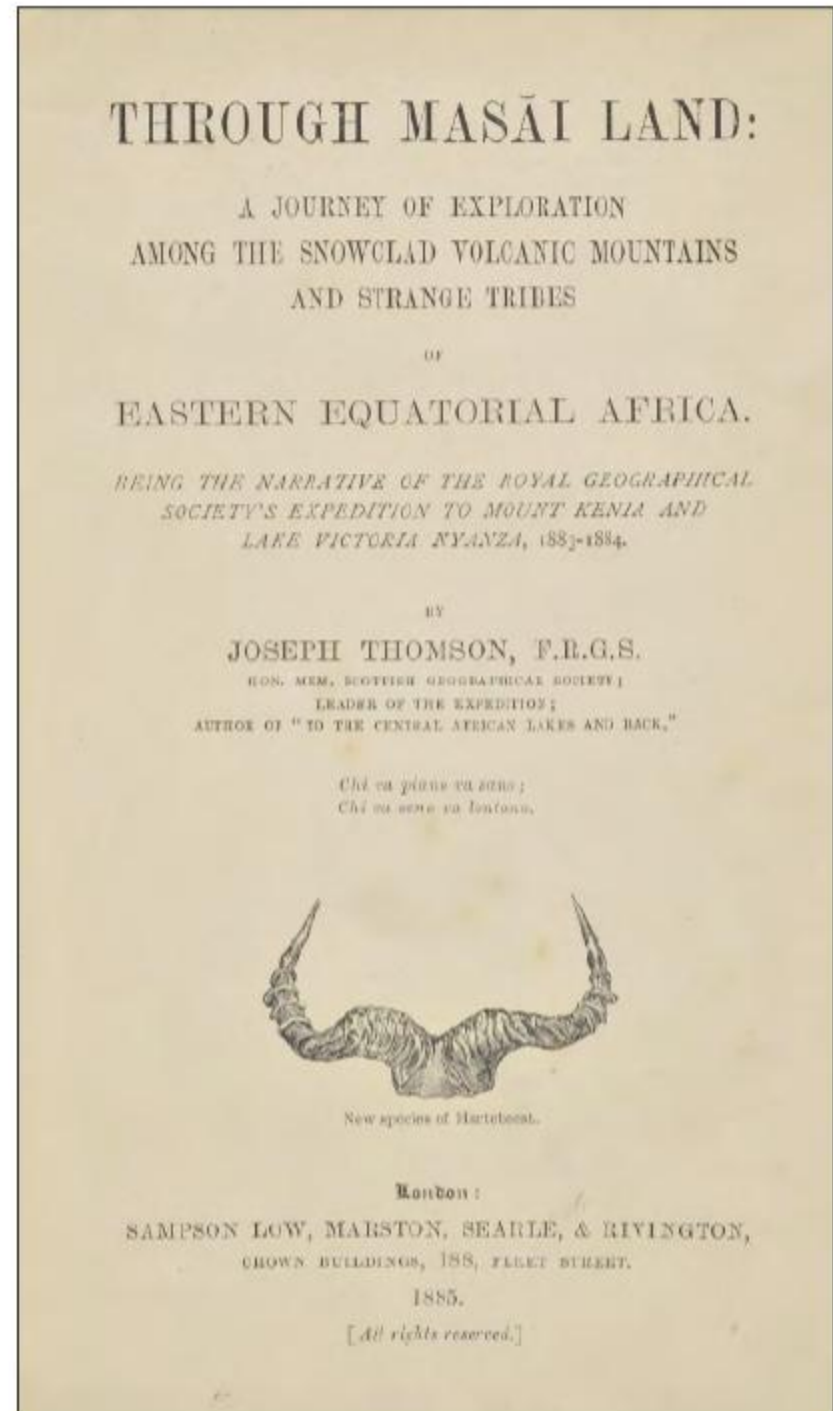 THROUGH MASĀI LAND:
A JOURNEY OF EXPLORATION
AMONG THE SNOWCLAD VOLCANIC MOUNTAINS
AND STRANGE TRIBES
OF
EASTERN EQUATORIAL AFRICA.
BEING THE NARRATIVE OF THE ROYAL GEOGRAPHICAL
SOCIETY'S EXPEDITION TO MOUNT KENIA AND
LAKE VICTORIA NYANZA, 1883-1884.
BY
JOSEPH THOMSON, F.R.G.S.
HON. MEM. SCOTTISH GEOGRAPHICAL SOCIETY;
LEADER OF THE EXPEDITION;
AUTHOR OF "TO THE CENTRAL AFRICAN LAKES AND BACK."
Chi va piano va sano;
Chi va sano va lontano.
New species of Hartebeest.
London:
SAMPSON LOW, MARSTON, SEARLE, & RIVINGTON,
CROWN BUILDINGS, 188, FLEET STREET.
1885.
[All rights reserved.]